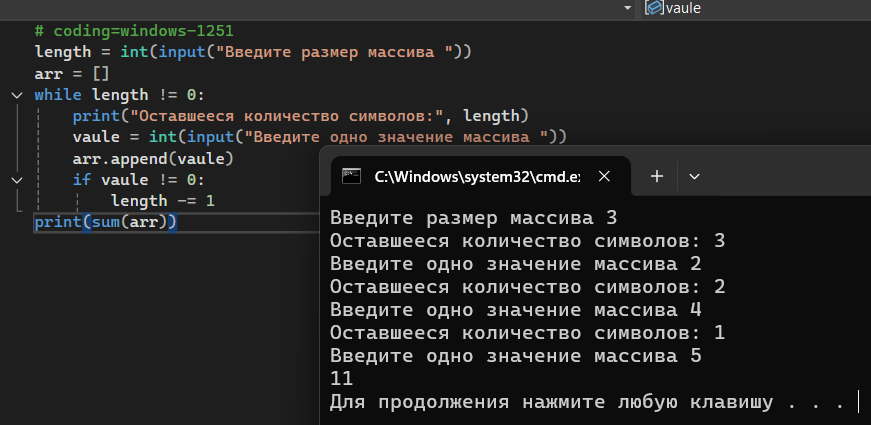 vaule
# coding=windows-1251
length = int(input("Введите размер массива "))
arr = []
while length != 0:
    print("Оставшееся количество символов:", length)
    vaule = int(input("Введите одно значение массива "))
    arr.append(vaule)
    if vaule != 0:
        length -= 1
print(sum(arr))
C:\Windows\system32\cmd.e
Введите размер массива 3
Оставшееся количество символов: 3
Введите одно значение массива 2
Оставшееся количество символов: 2
Введите одно значение массива 4
Оставшееся количество символов: 1
Введите одно значение массива 5
11
Для продолжения нажмите любую клавишу . . .